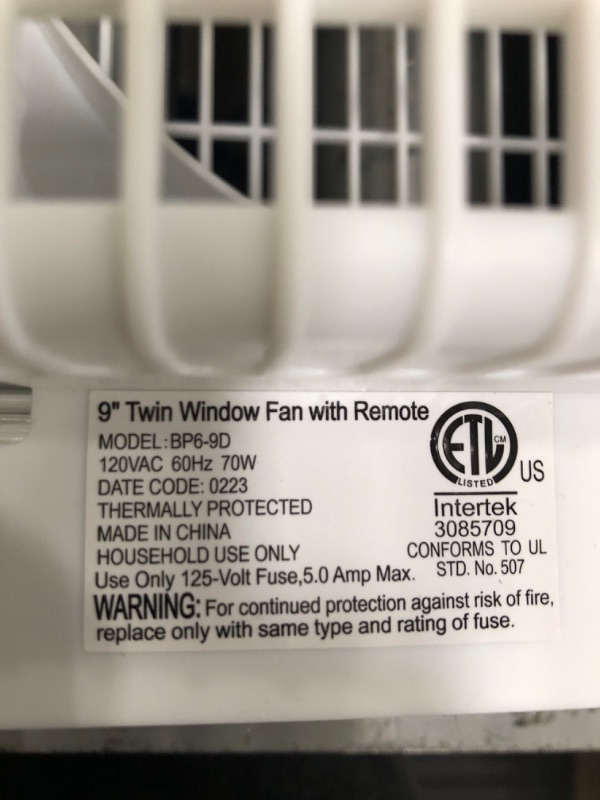 9" Twin Window Fan with Remote
MODEL:BP6-9D
120VAC 60Hz 70W
DATE CODE: 0223
THERMALLY PROTECTED
MADE IN CHINA
HOUSEHOLD USE ONLY
Use Only 125-Volt Fuse,5.0 Amp Max.
ETL CM
LISTED
US
Intertek
3085709
CONFORMS TO UL
STD. No. 507
WARNING: For continued protection against risk of fire,
replace only with same type and rating of fuse.